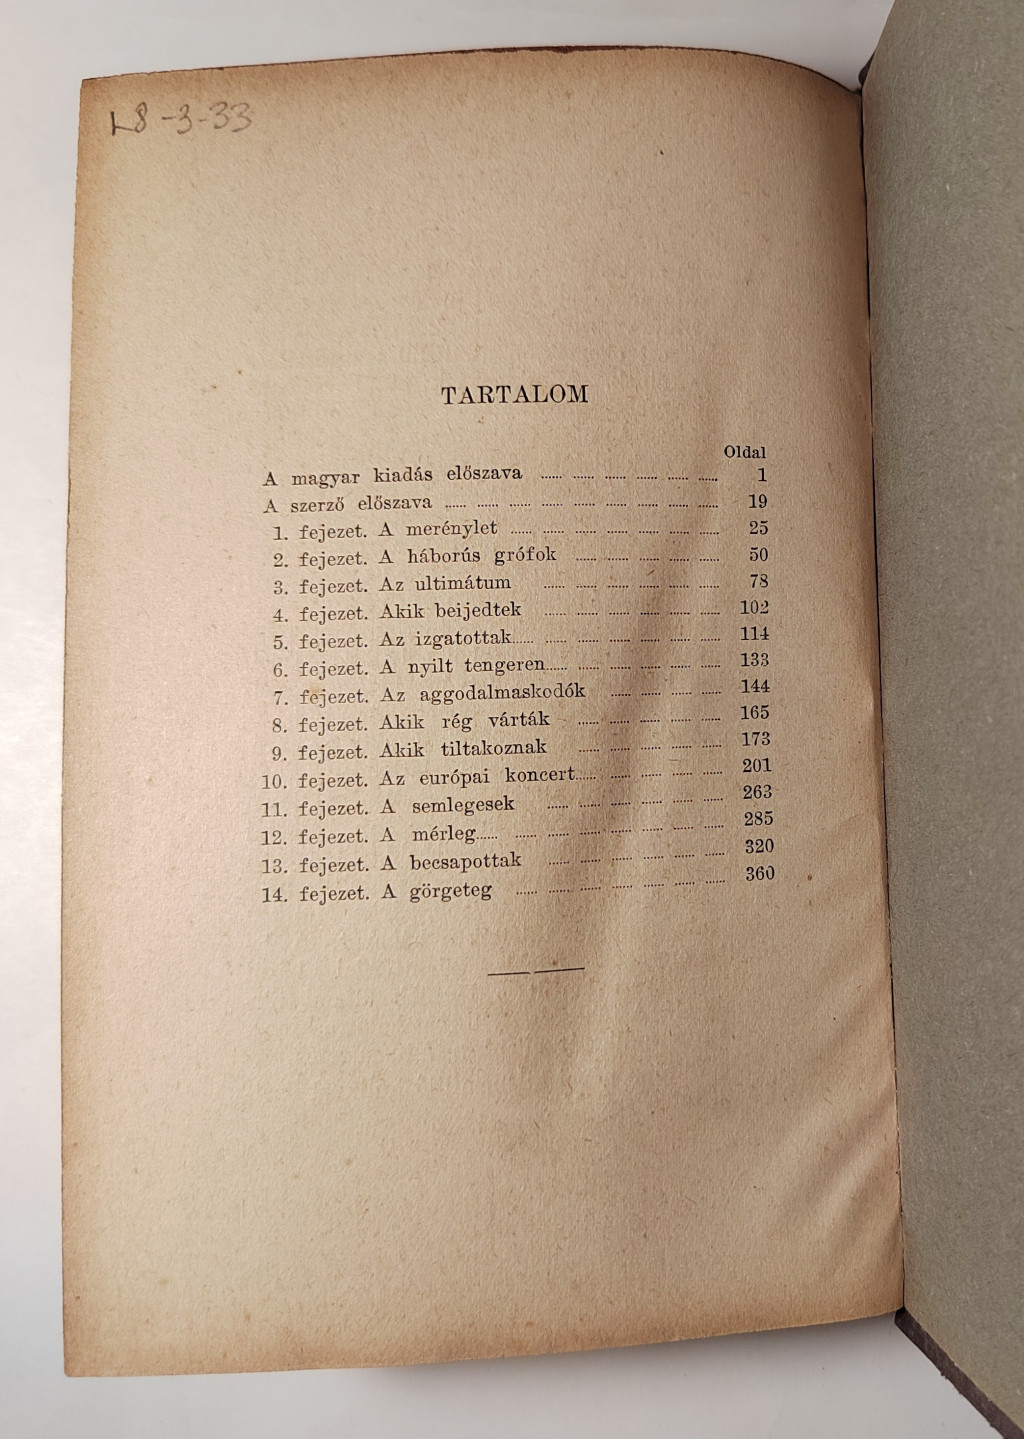 L8-3-33
TARTALOM
Oldal
A magyar kiadás előszava ...... ...... ...... ...... ...... ...... 1
A szerző előszava ...... ...... ...... ...... ...... ...... ...... ...... ...... 19
1. fejezet. A merénylet ...... ...... ...... ...... ...... ...... ...... 25
2. fejezet. A háborús grófok ...... ...... ...... ...... ...... 50
3. fejezet. Az ultimátum ...... ...... ...... ...... ...... ...... 78
4. fejezet. Akik beijedtek ...... ...... ...... ...... ...... ...... 102
5. fejezet. Az izgatottak...... ...... ...... ...... ...... ...... ...... 114
6. fejezet. A nyilt tengeren...... ...... ...... ...... ...... ...... 133
7. fejezet. Az aggodalmaskodók ...... ...... ...... ...... 144
8. fejezet. Akik rég várták ...... ...... ...... ...... ...... 165
9. fejezet. Akik tiltakoznak ...... ...... ...... ...... ...... 173
10. fejezet. Az európai koncert...... ...... ...... ...... ...... 201
11. fejezet. A semlegesek ...... ...... ...... ...... ...... ...... 263
12. fejezet. A mérleg...... ...... ...... ...... ...... ...... ...... ...... 285
13. fejezet. A becsapottak ...... ...... ...... ...... ...... ...... 320
14. fejezet. A görgeteg ...... ...... ...... ...... ...... ...... ...... 360